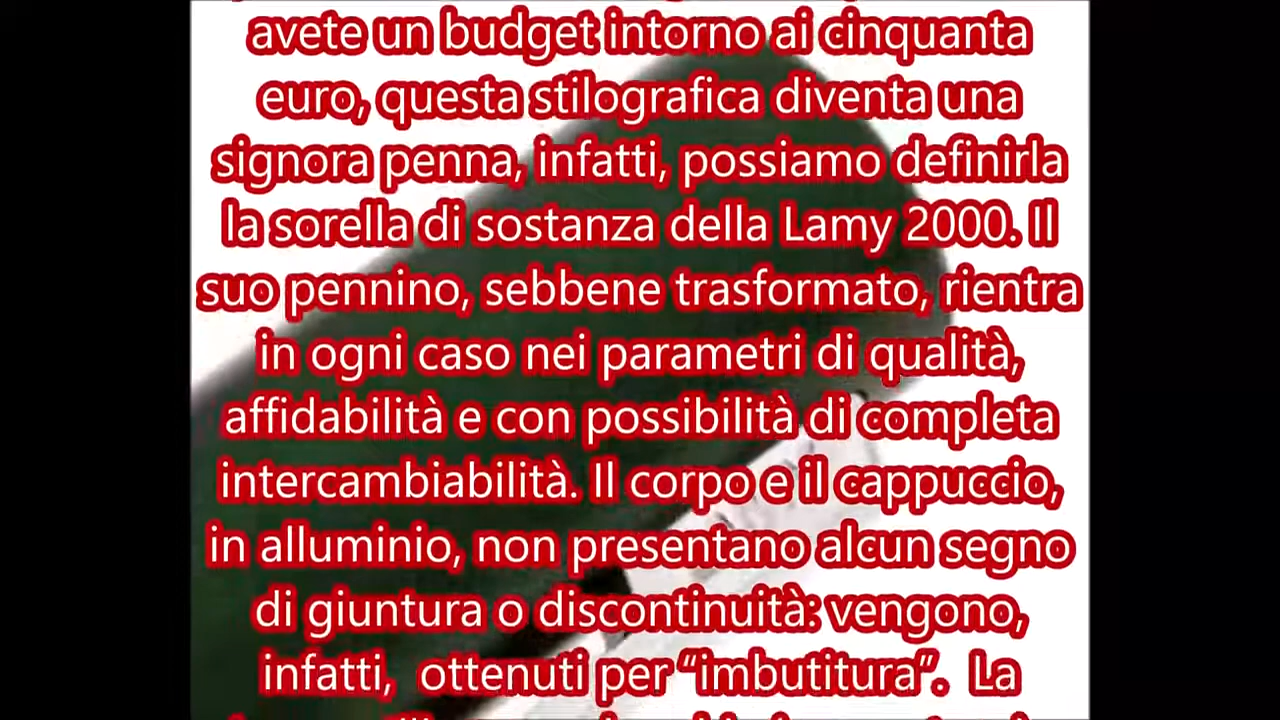 avete un budget intorno ai cinquanta
euro, questa stilografica diventa una
signora penna, infatti, possiamo definirla
la sorella di sostanza della Lamy 2000. Il
suo pennino, sebbene trasformato, rientra
in ogni caso nei parametri di qualità,
affidabilità e con possibilità di completa
intercambiabilità. Il corpo e il cappuccio,
in alluminio, non presentano alcun segno
di giuntura o discontinuità: vengono,
infatti, ottenuti per “imbutitura”. La